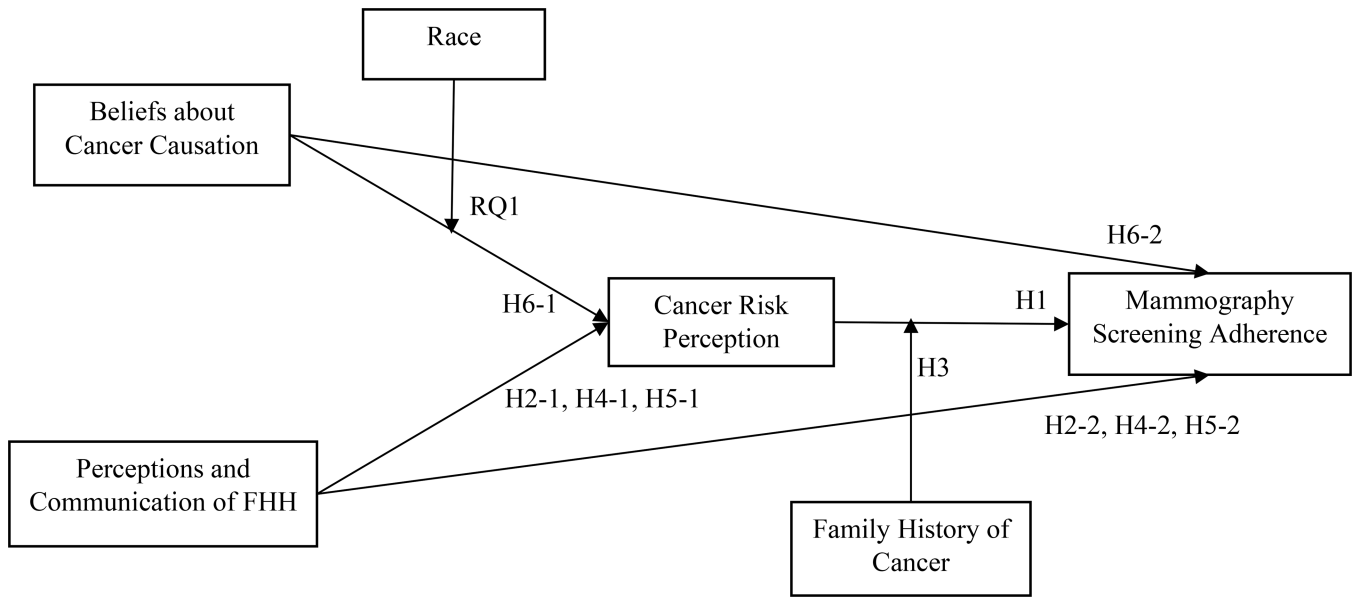 Race
Beliefs about
Cancer Causation
RQ1
H6-2
H6-1
Cancer Risk
Perception
H1
Mammography
Screening Adherence
H3
H2-1, H4-1, H5-1
H2-2, H4-2, H5-2
Perceptions and
Communication of FHH
Family History of
Cancer